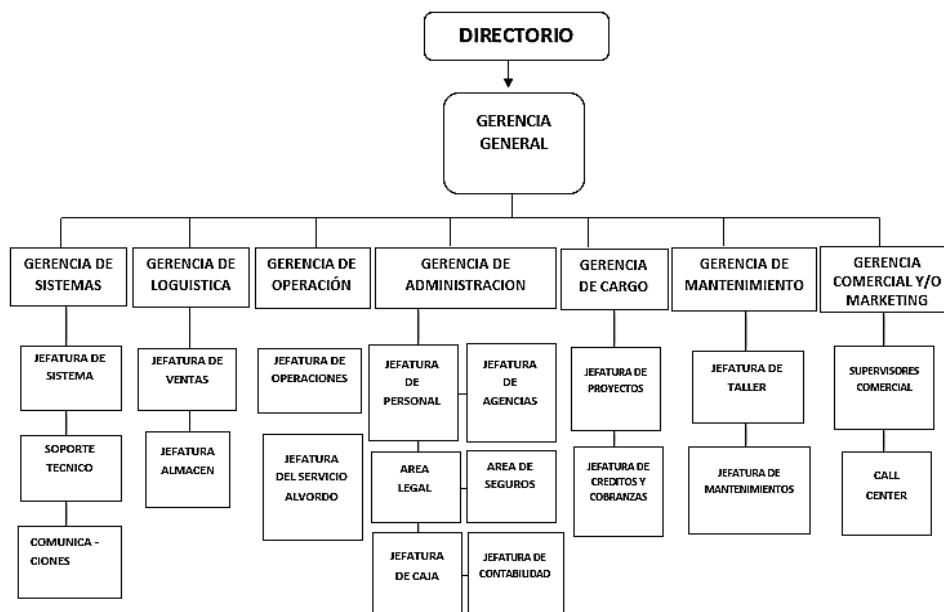 DIRECTORIO
GERENCIA
GENERAL
GERENCIA DE
SISTEMAS
GERENCIA DE
LOGUISTICA
GERENCIA DE
OPERACIÓN
GERENCIA DE
ADMINISTRACION
GERENCIA
DE CARGO
GERENCIA DE
MANTENIMIENTO
GERENCIA
COMERCIAL Y/O
MARKETING
JEFATURA DE
SISTEMA
JEFATURA DE
VENTAS
JEFATURA DE
OPERACIONES
JEFATURA
DE
PERSONAL
JEFATURA
DE
AGENCIAS
JEFATURA DE
PROYECTOS
JEFATURA DE
TALLER
SUPERVISORES
COMERCIAL
SOPORTE
TECNICO
JEFATURA
ALMACEN
JEFATURA
DEL SERVICIO
ALVORDO
AREA
LEGAL
AREA DE
SEGUROS
JEFATURA DE
CREDITOS Y
COBRANZAS
JEFATURA DE
MANTENIMIENTOS
CALL
CENTER
COMUNICA -
CIONES
JEFATURA
DE CAJA
JEFATURA DE
CONTABILIDAD